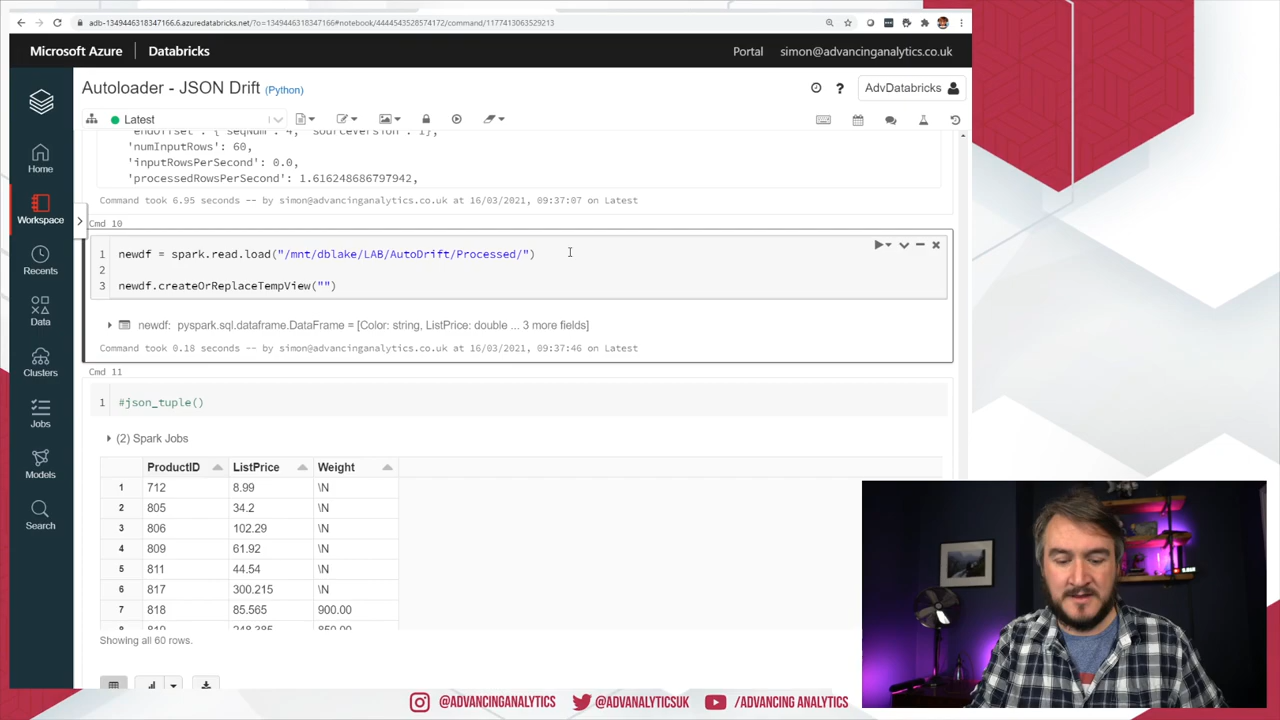 adb-1349446318347166.6.azuredatabricks.net/?o=1349446318347166#notebook/4444543528574172/command/1177413063529213
Microsoft Azure
Databricks
Portal
simon@advancinganalytics.co.uk
Autoloader - JSON Drift (Python)
AdvDatabricks
Latest
'numInputRows': 60,
'inputRowsPerSecond': 0.0,
'processedRowsPerSecond': 1.616248686797942,
Command took 6.95 seconds -- by simon@advancinganalytics.co.uk at 16/03/2021, 09:37:07 on Latest
Home
Workspace
Recents
Data
Clusters
Jobs
Models
Search
Cmd 10
1 newdf = spark.read.load("/mnt/dblake/LAB/AutoDrift/Processed/")
2
3 newdf.createOrReplaceTempView("")
newdf: pyspark.sql.dataframe.DataFrame = [Color: string, ListPrice: double ... 3 more fields]
Command took 0.18 seconds -- by simon@advancinganalytics.co.uk at 16/03/2021, 09:37:46 on Latest
Cmd 11
1 #json_tuple()
(2) Spark Jobs
ProductID ListPrice Weight
1 712 8.99 \N
2 805 34.2 \N
3 806 102.29 \N
4 809 61.92 \N
5 811 44.54 \N
6 817 300.215 \N
7 818 85.565 900.00
Showing all 60 rows.
@ADVANCINGANALYTICS
@ADVANALYTICSUK
/ADVANCING ANALYTICS